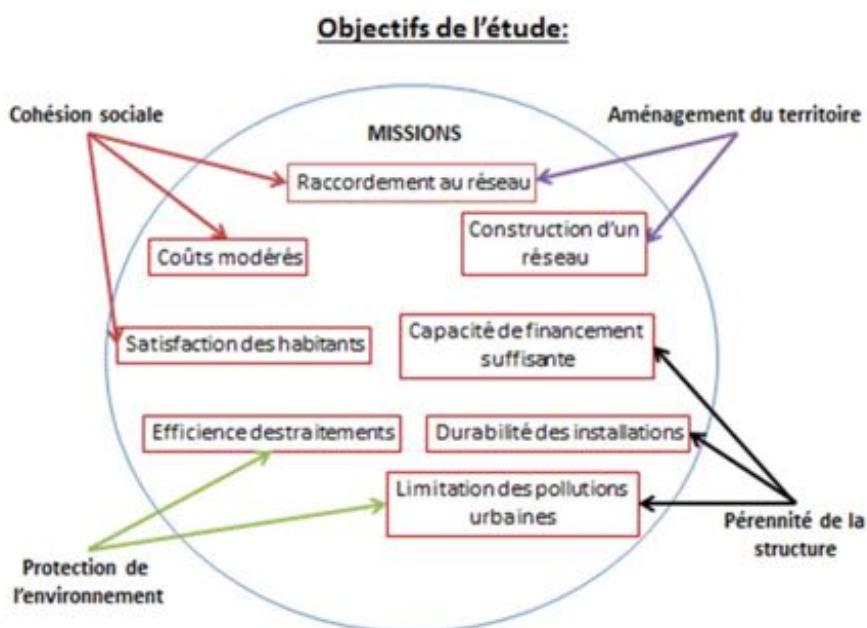 Objectifs de l'étude:
Cohésion sociale
Aménagement du territoire
MISSIONS
Raccordement au réseau
Construction d'un
réseau
Coûts modérés
Satisfaction des habitants
Capacité de financement
suffisante
Efficience destraitements
Durabilité des installations
Limitation des pollutions
urbaines
Protection de
l'environnement
Pérennité de la
structure